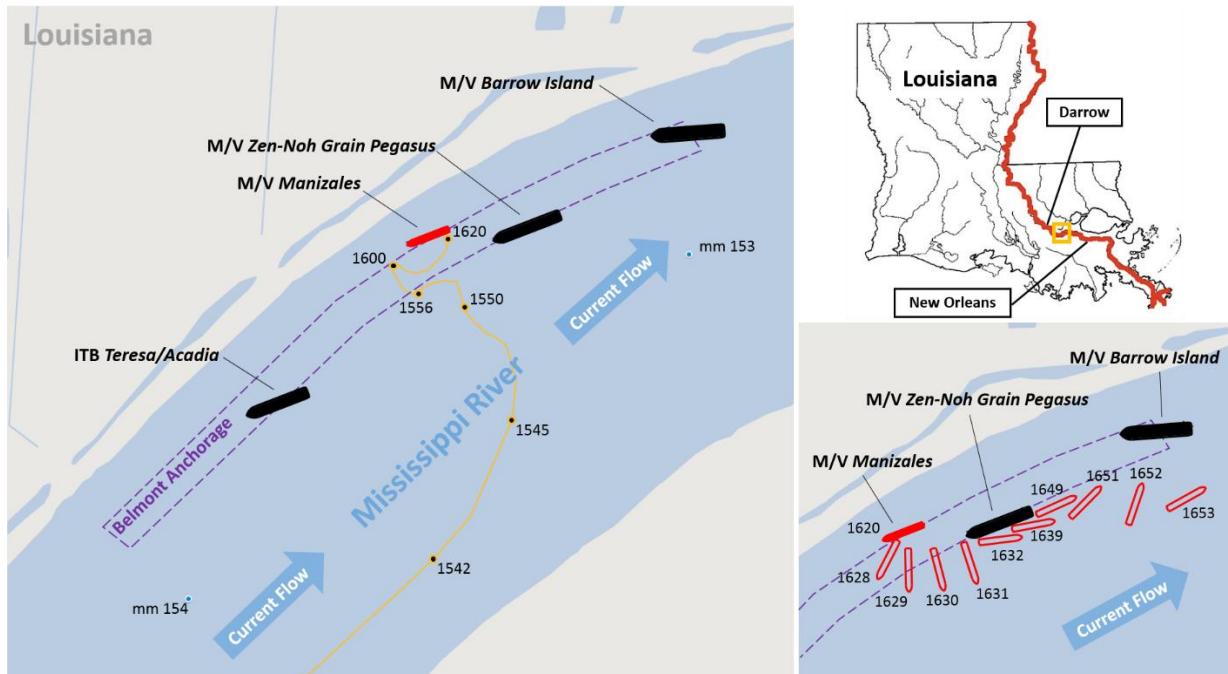 Louisiana
M/V Barrow Island
M/V Zen-Noh Grain Pegasus
M/V Manizales
1620
1600
1556
1550
mm 153
Current Flow
ITB Teresa/Acadia
Mississippi River
1545
Belmont Anchorage
1542
mm 154
Current Flow
Louisiana
Darrow
New Orleans
M/V Barrow Island
M/V Zen-Noh Grain Pegasus
M/V Manizales
1651
1652
1649
1653
1620
1639
1632
1628
1631
1629
1630
Current Flow